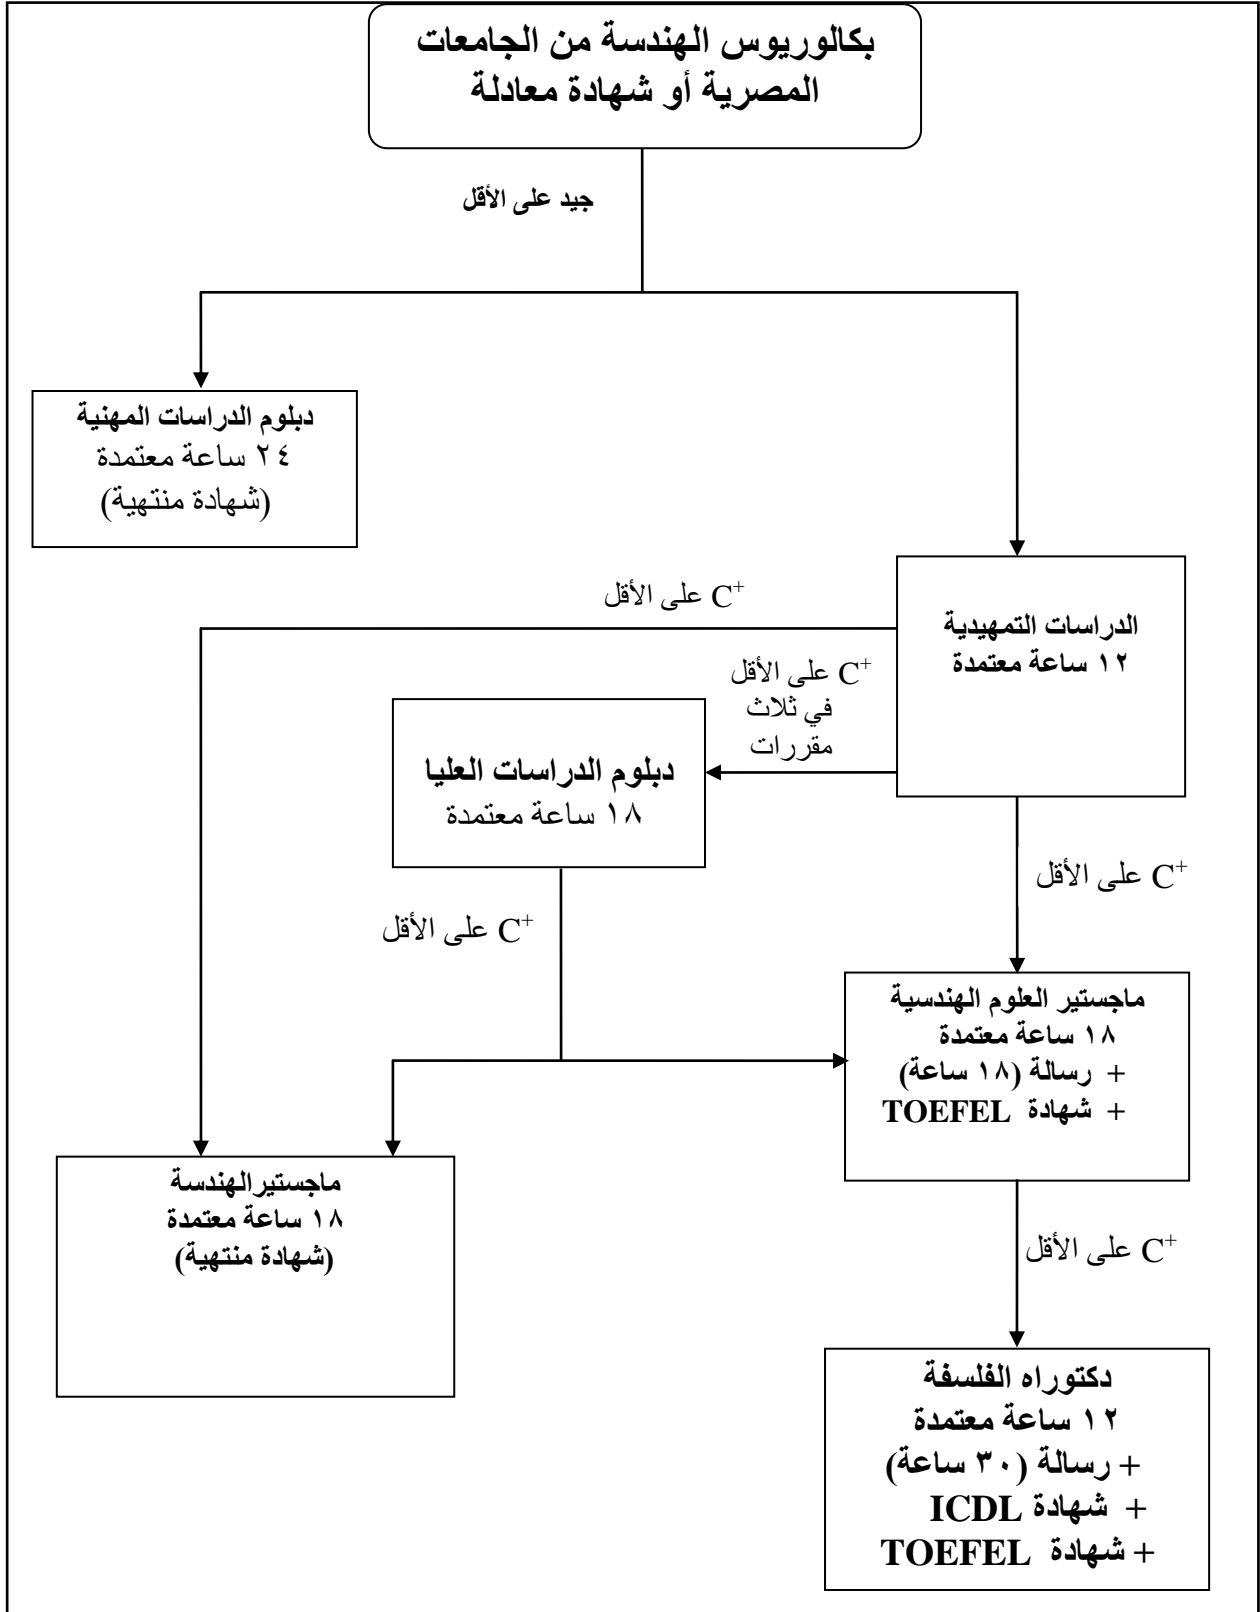 بكالوريوس الهندسة من الجامعات
المصرية أو شهادة معادلة
جيد على الأقل
دبلوم الدراسات المهنية
٢٤ ساعة معتمدة
(شهادة منتهية)
الدراسات التمهيدية
١٢ ساعة معتمدة
C⁺ على الأقل
C⁺ على الأقل
في ثلاث
مقررات
دبلوم الدراسات العليا
١٨ ساعة معتمدة
C⁺ على الأقل
C⁺ على الأقل
ماجستير العلوم الهندسية
١٨ ساعة معتمدة
+ رسالة (١٨ ساعة)
+ شهادة TOEFEL
ماجستيرالهندسة
١٨ ساعة معتمدة
(شهادة منتهية)
C⁺ على الأقل
دكتوراه الفلسفة
١٢ ساعة معتمدة
+ رسالة (٣٠ ساعة)
+ شهادة ICDL
+ شهادة TOEFEL